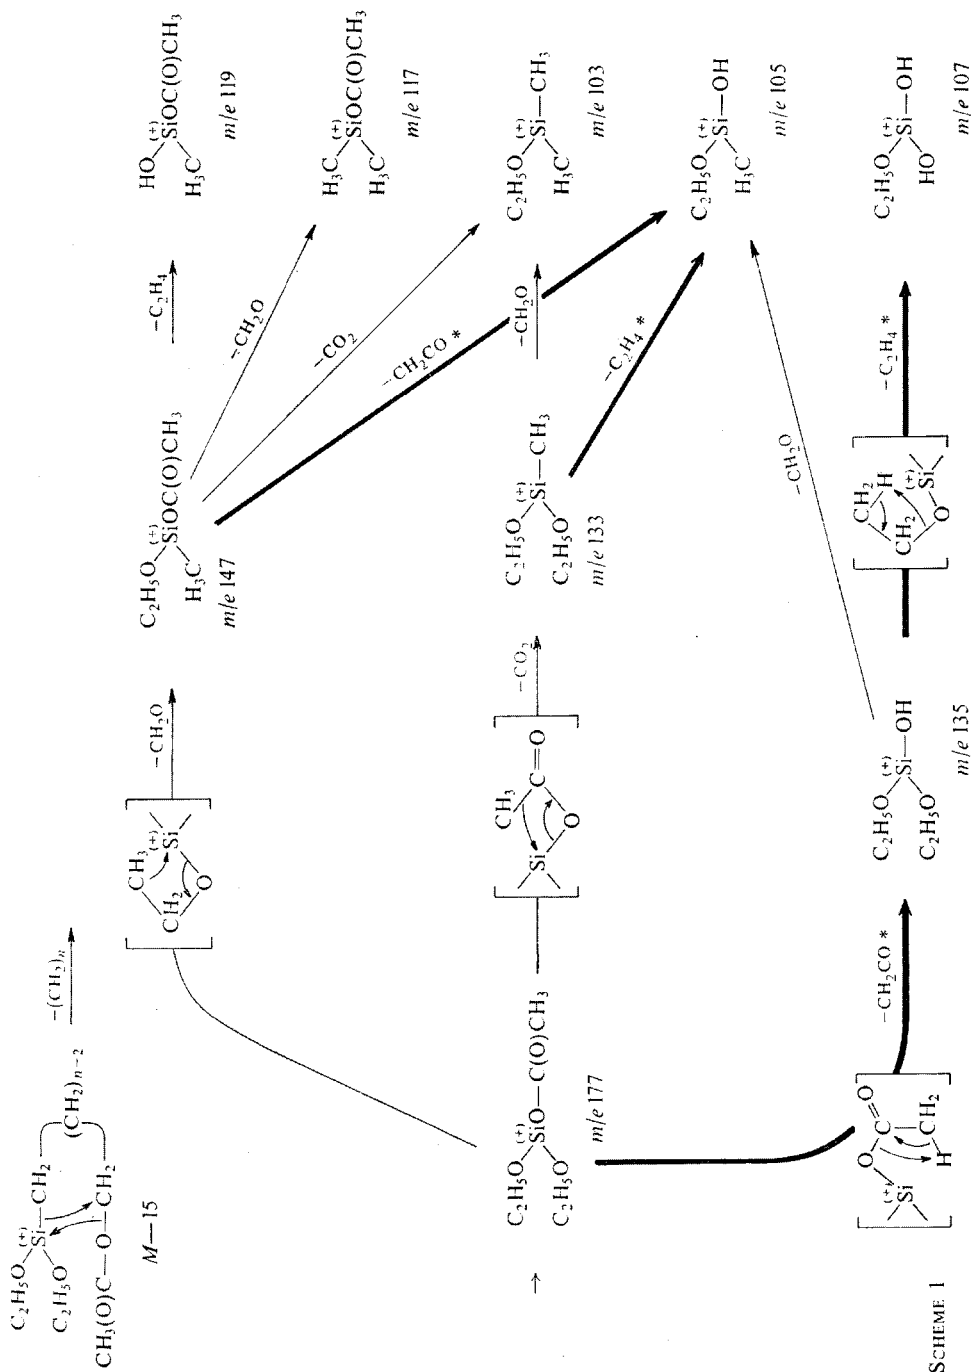 C₂H₅O
(+)
Si—CH₂
C₂H₅O
(CH₂)ₙ₋₂
CH₃(O)C—O—CH₂
M—15
−(CH₂)ₙ
→
C₂H₅O
(+)
SiO—C(O)CH₃
C₂H₅O
m/e 177
CH₃
(+)
Si
CH₂
O
−CH₂O
C₂H₅O
(+)
SiOC(O)CH₃
H₃C
m/e 147
−C₂H₄
HO
(+)
SiOC(O)CH₃
H₃C
m/e 119
−CH₂O
H₃C
(+)
SiOC(O)CH₃
H₃C
m/e 117
−CO₂
−CH₂CO *
CH₃
Si
C=O
O
−CO₂
C₂H₅O
(+)
Si—CH₃
C₂H₅O
m/e 133
−CH₂O
C₂H₅O
(+)
Si—CH₃
H₃C
m/e 103
−C₂H₄ *
C₂H₅O
(+)
Si—OH
H₃C
m/e 105
O
O
C
(+)
Si
CH₂
H
−CH₂CO *
C₂H₅O
(+)
Si—OH
C₂H₅O
m/e 135
−CH₂O
CH₂
H
CH₂
(+)
Si
O
−C₂H₄ *
C₂H₅O
(+)
Si—OH
HO
m/e 107
SCHEME 1